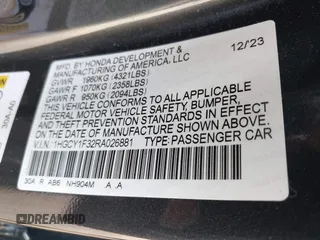 12/23
MFD. BY HONDA DEVELOPMENT &
MANUFACTURING OF AMERICA, LLC
GVWR 1960KG (4321LBS)
GAWR F 1070KG (2358LBS)
GAWR R 950KG (2094LBS)
THIS VEHICLE CONFORMS TO ALL APPLICABLE
FEDERAL MOTOR VEHICLE SAFETY, BUMPER,
AND THEFT PREVENTION STANDARDS IN EFFECT
ON THE DATE OF MANUFACTURE SHOWN ABOVE.
V.I.N.: 1HGCY1F32RA026881 TYPE: PASSENGER CAR
30A R AB6 NH904M A A
30A-A0
DREAMBID